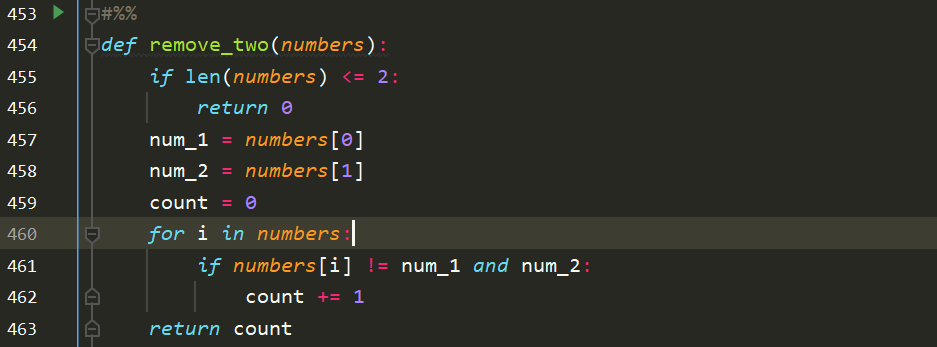 453 #%%
454 def remove_two(numbers):
455     if len(numbers) <= 2:
456         return 0
457     num_1 = numbers[0]
458     num_2 = numbers[1]
459     count = 0
460     for i in numbers:
461         if numbers[i] != num_1 and num_2:
462             count += 1
463     return count